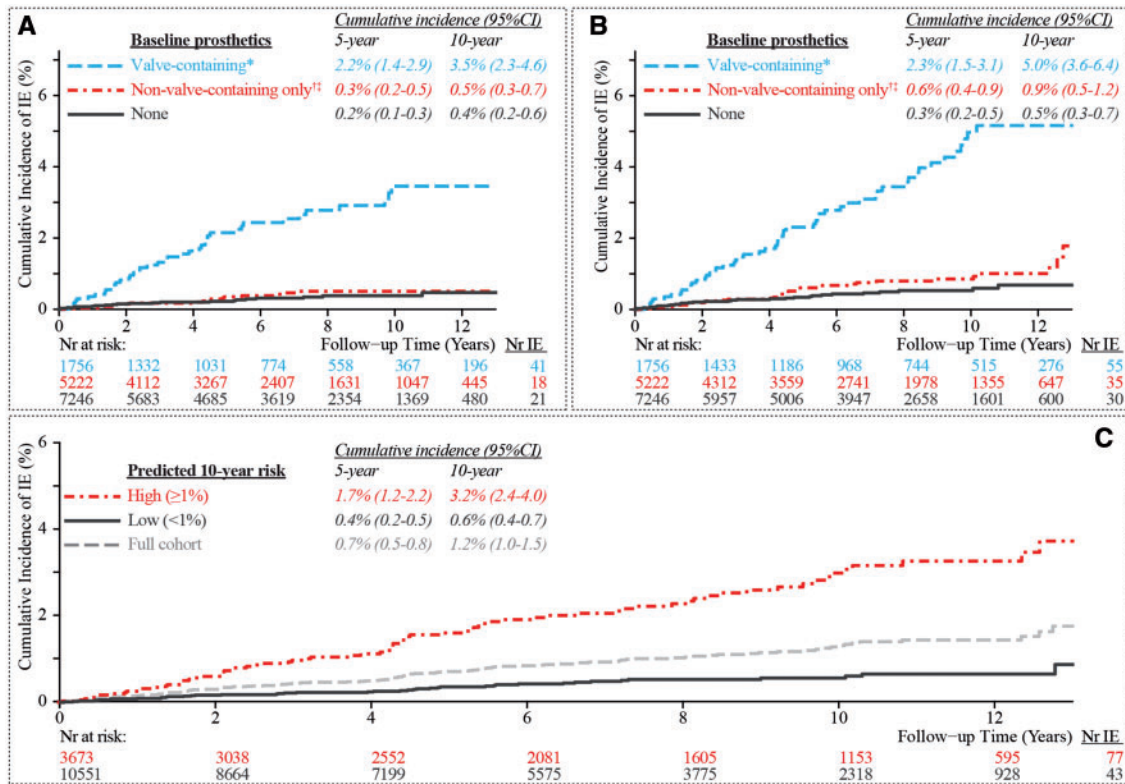 A
Cumulative incidence (95%CI)
Baseline prosthetics 5-year 10-year
Valve-containing* 2.2% (1.4-2.9) 3.5% (2.3-4.6)
Non-valve-containing only†‡ 0.3% (0.2-0.5) 0.5% (0.3-0.7)
None 0.2% (0.1-0.3) 0.4% (0.2-0.6)
Cumulative Incidence of IE (%)
6
4
2
0
0 2 4 6 8 10 12
Nr at risk: Follow−up Time (Years) Nr IE
1756 1332 1031 774 558 367 196 41
5222 4112 3267 2407 1631 1047 445 18
7246 5683 4685 3619 2354 1369 480 21
B
Cumulative incidence (95%CI)
Baseline prosthetics 5-year 10-year
Valve-containing* 2.3% (1.5-3.1) 5.0% (3.6-6.4)
Non-valve-containing only†‡ 0.6% (0.4-0.9) 0.9% (0.5-1.2)
None 0.3% (0.2-0.5) 0.5% (0.3-0.7)
Cumulative Incidence of IE (%)
6
4
2
0
0 2 4 6 8 10 12
Nr at risk: Follow−up Time (Years) Nr IE
1756 1433 1186 968 744 515 276 55
5222 4312 3559 2741 1978 1355 647 35
7246 5957 5006 3947 2658 1601 600 30
C
Cumulative incidence (95%CI)
Predicted 10-year risk 5-year 10-year
High (≥1%) 1.7% (1.2-2.2) 3.2% (2.4-4.0)
Low (<1%) 0.4% (0.2-0.5) 0.6% (0.4-0.7)
Full cohort 0.7% (0.5-0.8) 1.2% (1.0-1.5)
Cumulative Incidence of IE (%)
6
4
2
0
0 2 4 6 8 10 12
Nr at risk: Follow−up Time (Years) Nr IE
3673 3038 2552 2081 1605 1153 595 77
10551 8664 7199 5575 3775 2318 928 43